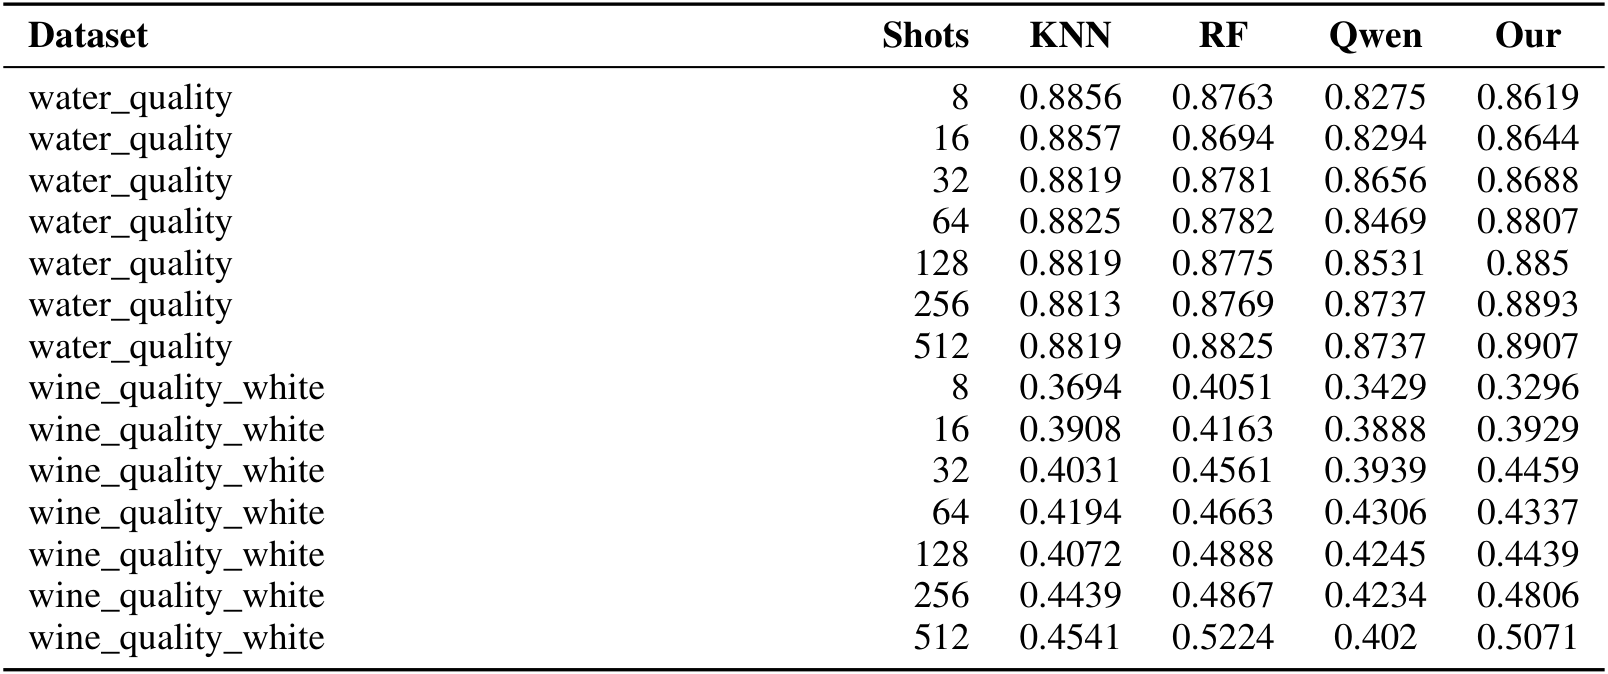 Dataset Shots KNN RF Qwen Our
water_quality 8 0.8856 0.8763 0.8275 0.8619
water_quality 16 0.8857 0.8694 0.8294 0.8644
water_quality 32 0.8819 0.8781 0.8656 0.8688
water_quality 64 0.8825 0.8782 0.8469 0.8807
water_quality 128 0.8819 0.8775 0.8531 0.885
water_quality 256 0.8813 0.8769 0.8737 0.8893
water_quality 512 0.8819 0.8825 0.8737 0.8907
wine_quality_white 8 0.3694 0.4051 0.3429 0.3296
wine_quality_white 16 0.3908 0.4163 0.3888 0.3929
wine_quality_white 32 0.4031 0.4561 0.3939 0.4459
wine_quality_white 64 0.4194 0.4663 0.4306 0.4337
wine_quality_white 128 0.4072 0.4888 0.4245 0.4439
wine_quality_white 256 0.4439 0.4867 0.4234 0.4806
wine_quality_white 512 0.4541 0.5224 0.402 0.5071